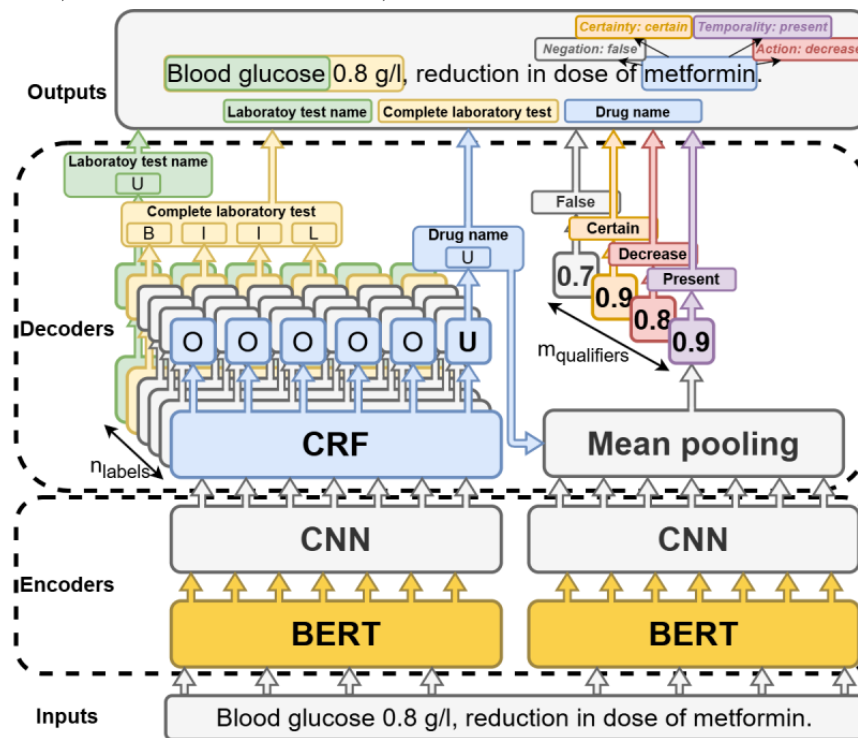 Certainty: certain
Temporality: present
Negation: false
Action: decrease
Blood glucose 0.8 g/l, reduction in dose of metformin.
Outputs
Laboratoy test name
Complete laboratory test
Drug name
Laboratoy test name
U
Complete laboratory test
B I I L
Drug name
U
False
Certain
Decrease
Present
0.7
0.9
0.8
0.9
m qualifiers
Decoders
O O O O O U
CRF
n labels
Mean pooling
CNN
CNN
Encoders
BERT
BERT
Inputs
Blood glucose 0.8 g/l, reduction in dose of metformin.